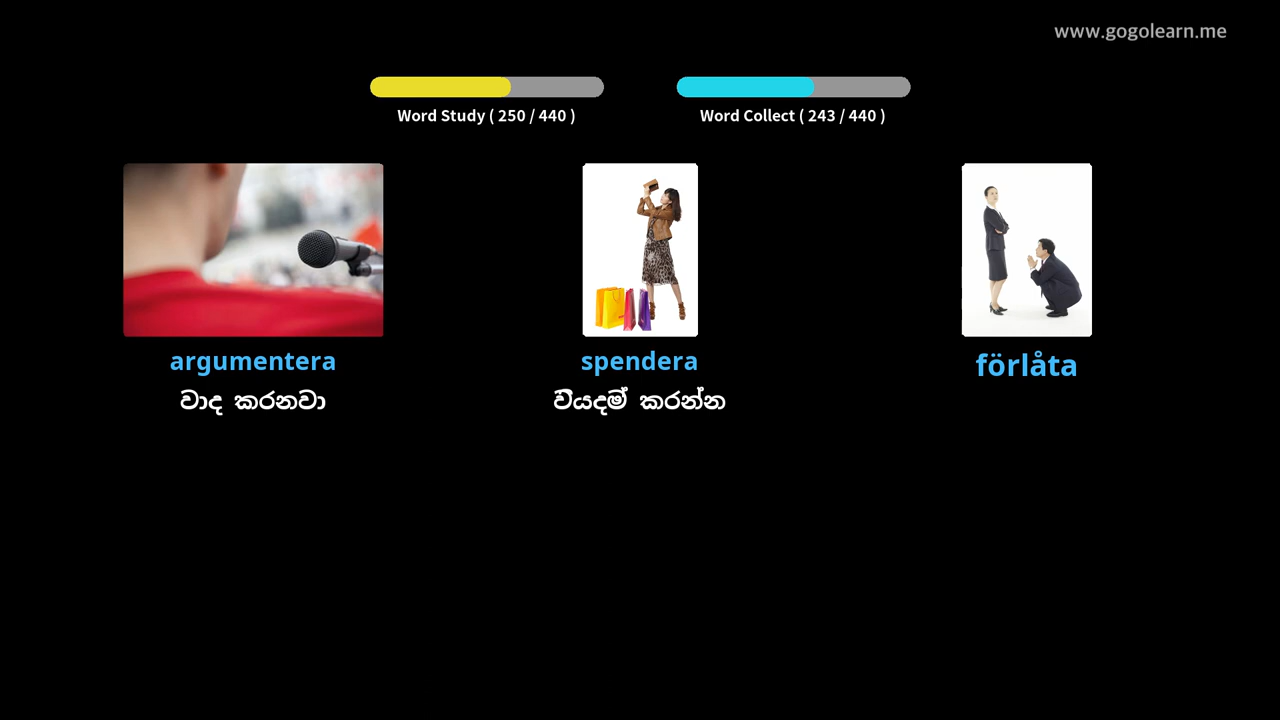 www.gogolearn.me
Word Study ( 250 / 440 )
Word Collect ( 243 / 440 )
argumentera
වාද කරනවා
spendera
වියදම් කරන්න
förlåta